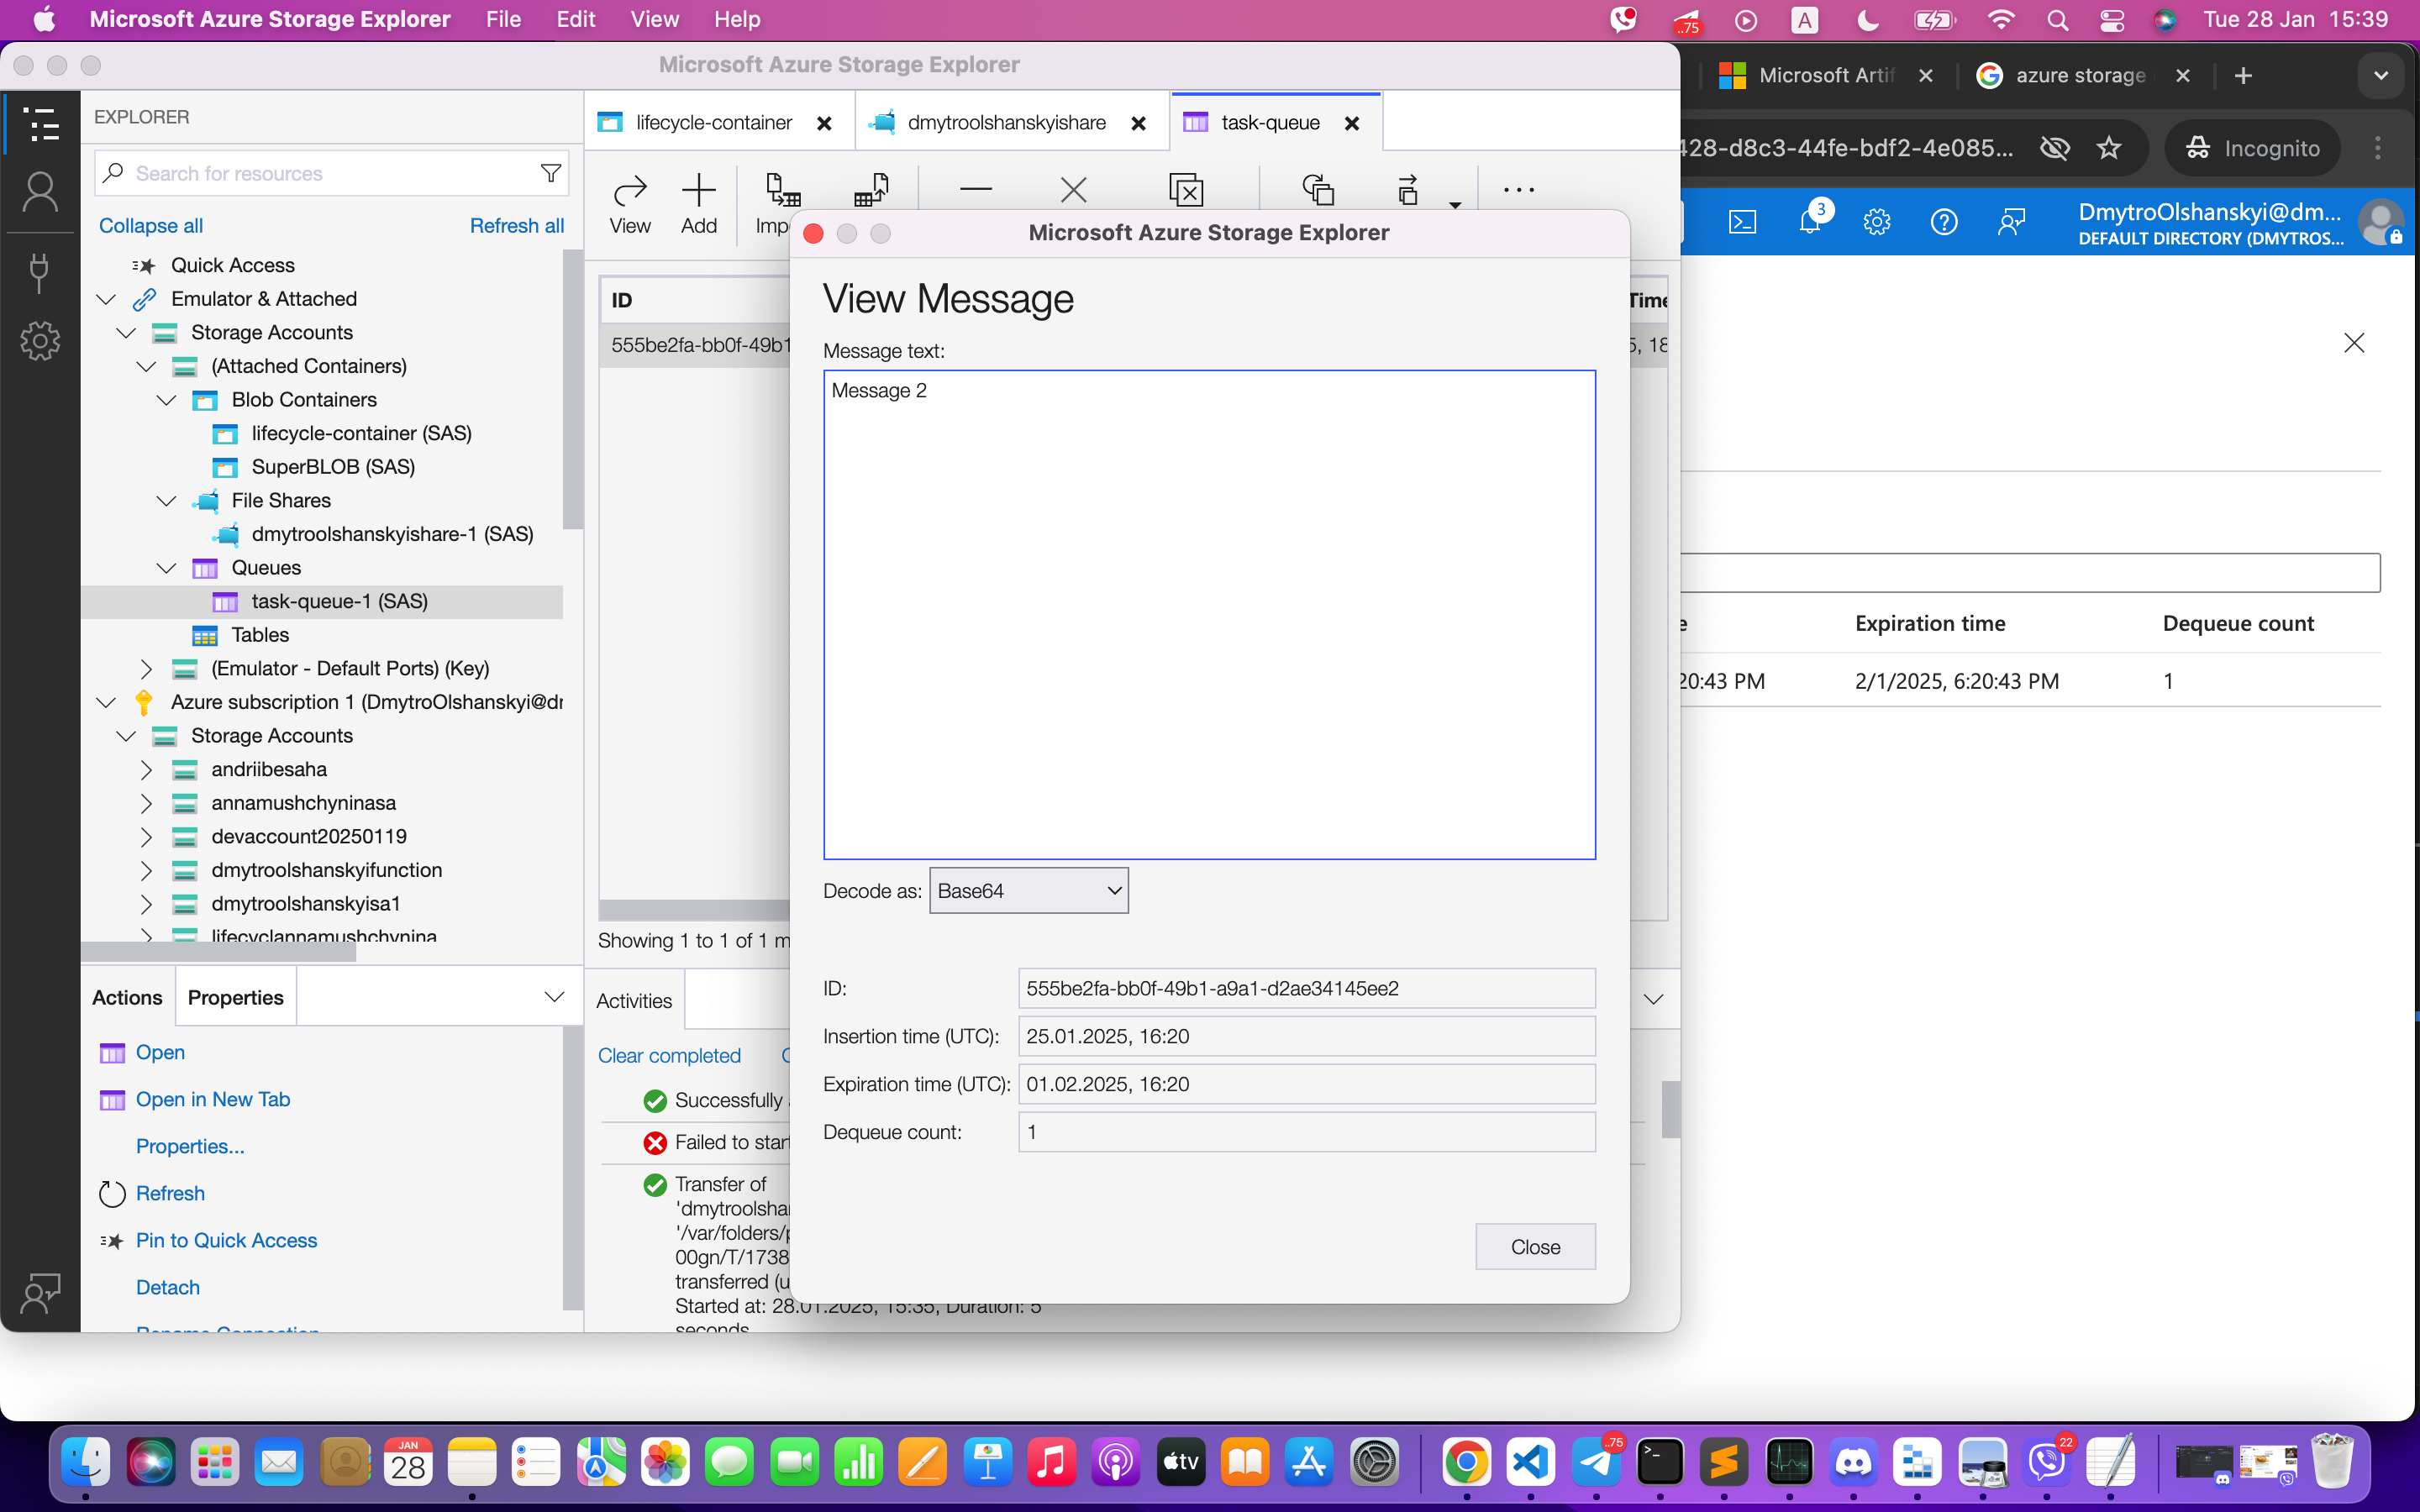 Microsoft Azure Storage Explorer File Edit View Help
..75 A Tue 28 Jan 15:39
Microsoft Azure Storage Explorer
Microsoft Artif azure storage
428-d8c3-44fe-bdf2-4e085... Incognito
3 DmytroOlshanskyi@dm...
DEFAULT DIRECTORY (DMYTROS...
EXPLORER
Search for resources
Collapse all Refresh all
Quick Access
Emulator & Attached
Storage Accounts
(Attached Containers)
Blob Containers
lifecycle-container (SAS)
SuperBLOB (SAS)
File Shares
dmytroolshanskyishare-1 (SAS)
Queues
task-queue-1 (SAS)
Tables
(Emulator - Default Ports) (Key)
Azure subscription 1 (DmytroOlshanskyi@dr
Storage Accounts
andriibesaha
annamushchyninasa
devaccount20250119
dmytroolshanskyifunction
dmytroolshanskyisa1
lifecyclannamushchynina
Actions Properties
Open
Open in New Tab
Properties...
Refresh
Pin to Quick Access
Detach
Rename Connection
lifecycle-container dmytroolshanskyishare task-queue
View Add Imp
ID Time
555be2fa-bb0f-49b1 5, 18
Showing 1 to 1 of 1 m
Activities
Clear completed
Successfully
Failed to start
Transfer of
'dmytroolshar
'/var/folders/p
00gn/T/1738
transferred (u
Started at: 28.01.2025, 15:35, Duration: 5
seconds
Microsoft Azure Storage Explorer
View Message
Message text:
Message 2
Decode as: Base64
ID: 555be2fa-bb0f-49b1-a9a1-d2ae34145ee2
Insertion time (UTC): 25.01.2025, 16:20
Expiration time (UTC): 01.02.2025, 16:20
Dequeue count: 1
Close
e Expiration time Dequeue count
20:43 PM 2/1/2025, 6:20:43 PM 1
JAN
28
tv
..75
22